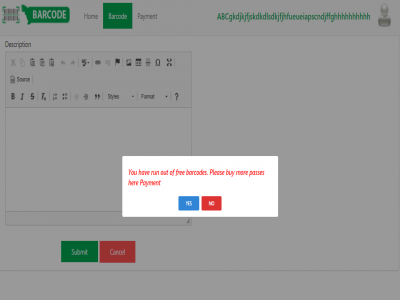 BARCODE
Home
Barcode
Payment
ABCgkdjkjfjskdkdlsdkjfjhfueueiapscndjffghhhhhhhhhh
Description
Source
Styles
Format
?
You have run out of free barcodes. Please buy more passes
here Payment
YES
NO
Submit
Cancel